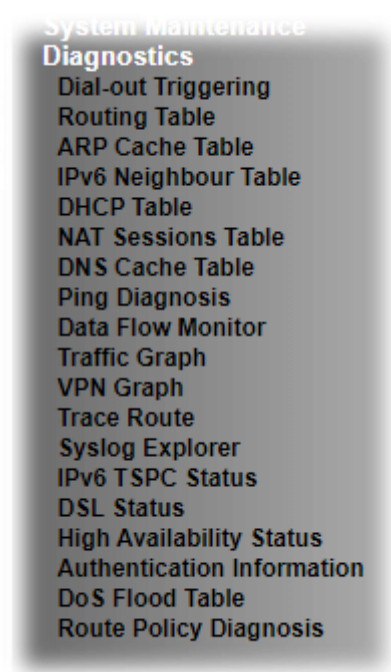 System Maintenance
Diagnostics
Dial-out Triggering
Routing Table
ARP Cache Table
IPv6 Neighbour Table
DHCP Table
NAT Sessions Table
DNS Cache Table
Ping Diagnosis
Data Flow Monitor
Traffic Graph
VPN Graph
Trace Route
Syslog Explorer
IPv6 TSPC Status
DSL Status
High Availability Status
Authentication Information
DoS Flood Table
Route Policy Diagnosis